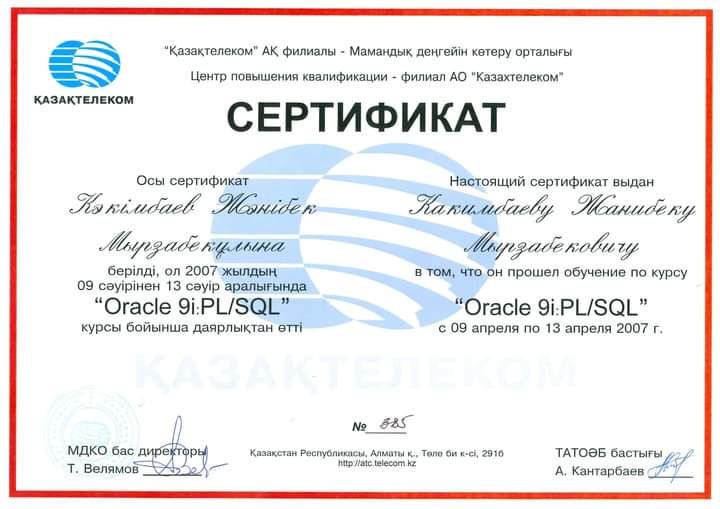 "Қазақтелеком" АҚ филиалы - Мамандық деңгейін көтеру орталығы
Центр повышения квалификации - филиал АО "Казахтелеком"
ҚАЗАҚТЕЛЕКОМ
СЕРТИФИКАТ
Осы сертификат
Кәкімбаев Жәнібек
Мырзабекұлына
берілді, ол 2007 жылдың
09 сәуірінен 13 сәуір аралығында
"Oracle 9i:PL/SQL"
курсы бойынша даярлықтан өтті
Настоящий сертификат выдан
Какимбаеву Жанибеку
Мырзабековичу
в том, что он прошел обучение по курсу
"Oracle 9i:PL/SQL"
с 09 апреля по 13 апреля 2007 г.
ҚАЗАҚТЕЛЕКОМ
№ 225
МДКО бас директоры
Т. Велямов
Қазақстан Республикасы, Алматы қ., Төле би к-сі, 291б
http://atc.telecom.kz
ТАТОӘБ бастығы
А. Кантарбаев